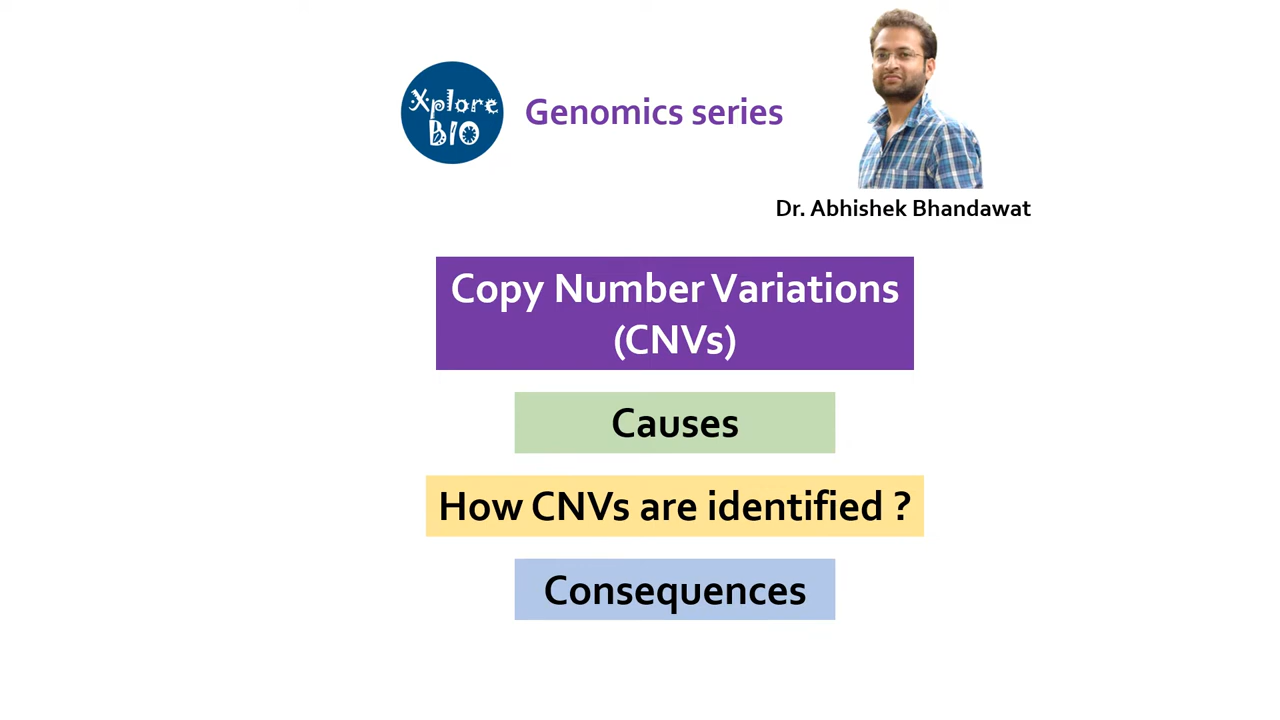 Xplore
BIO
Genomics series
Dr. Abhishek Bhandawat
Copy Number Variations
(CNVs)
Causes
How CNVs are identified ?
Consequences